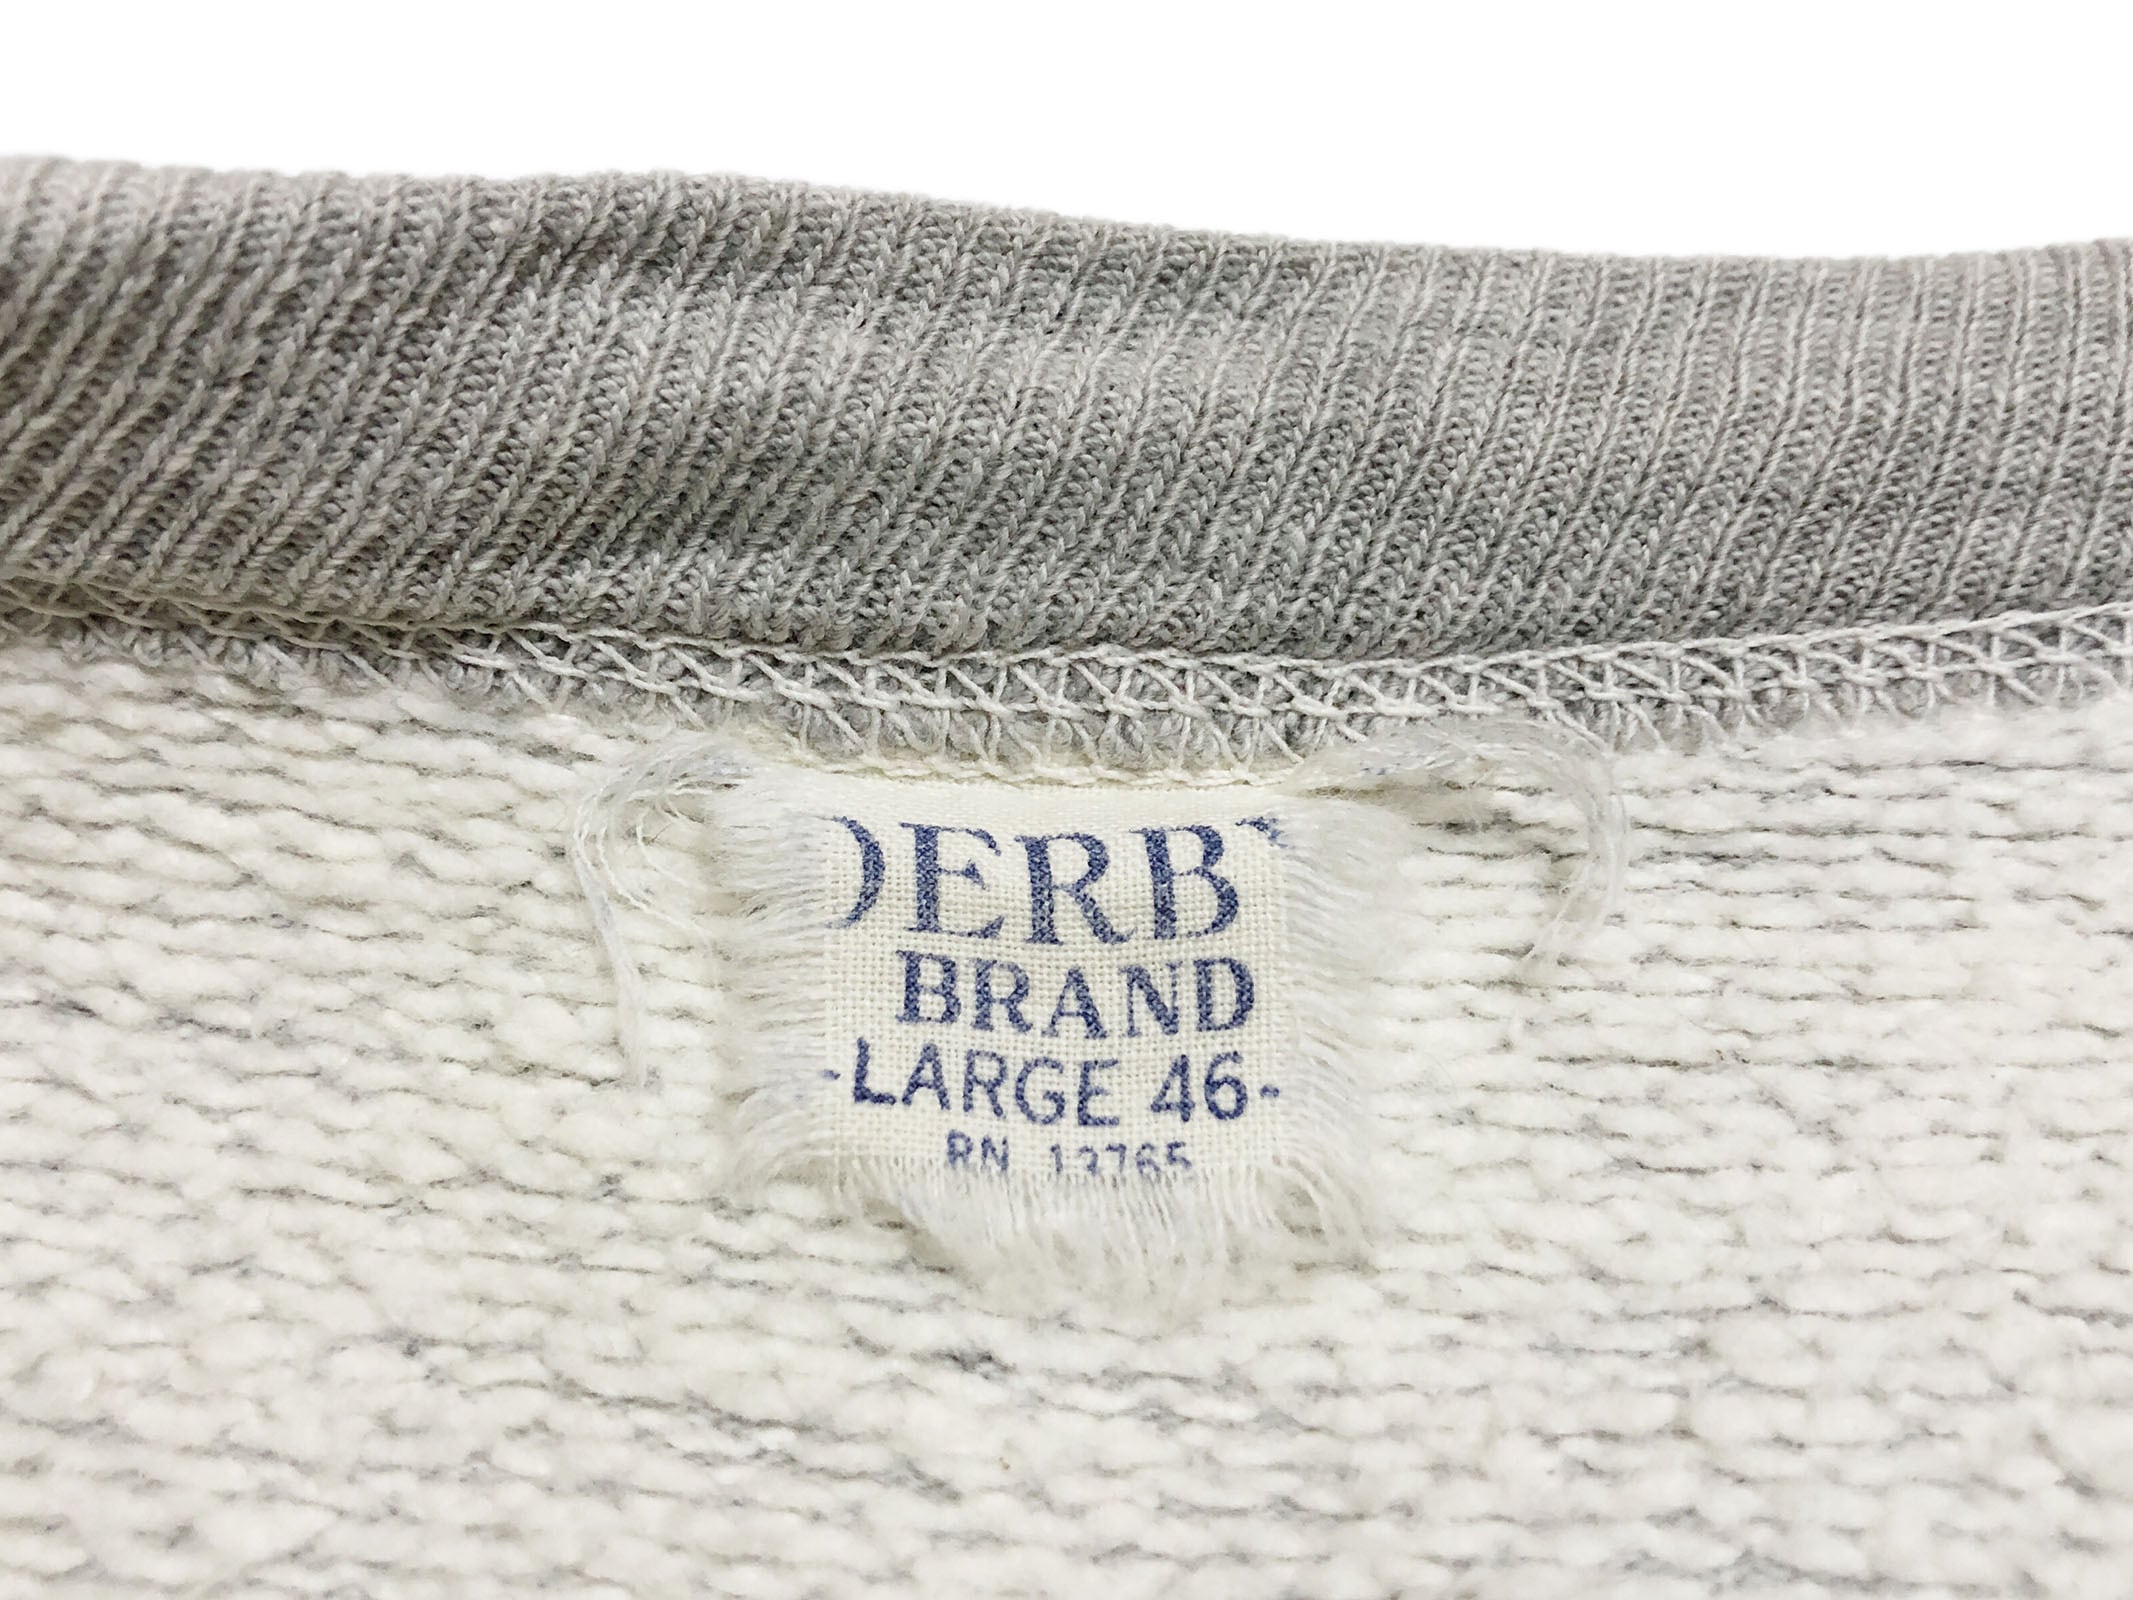 DERBY
BRAND
-LARGE 46-
RN 13765